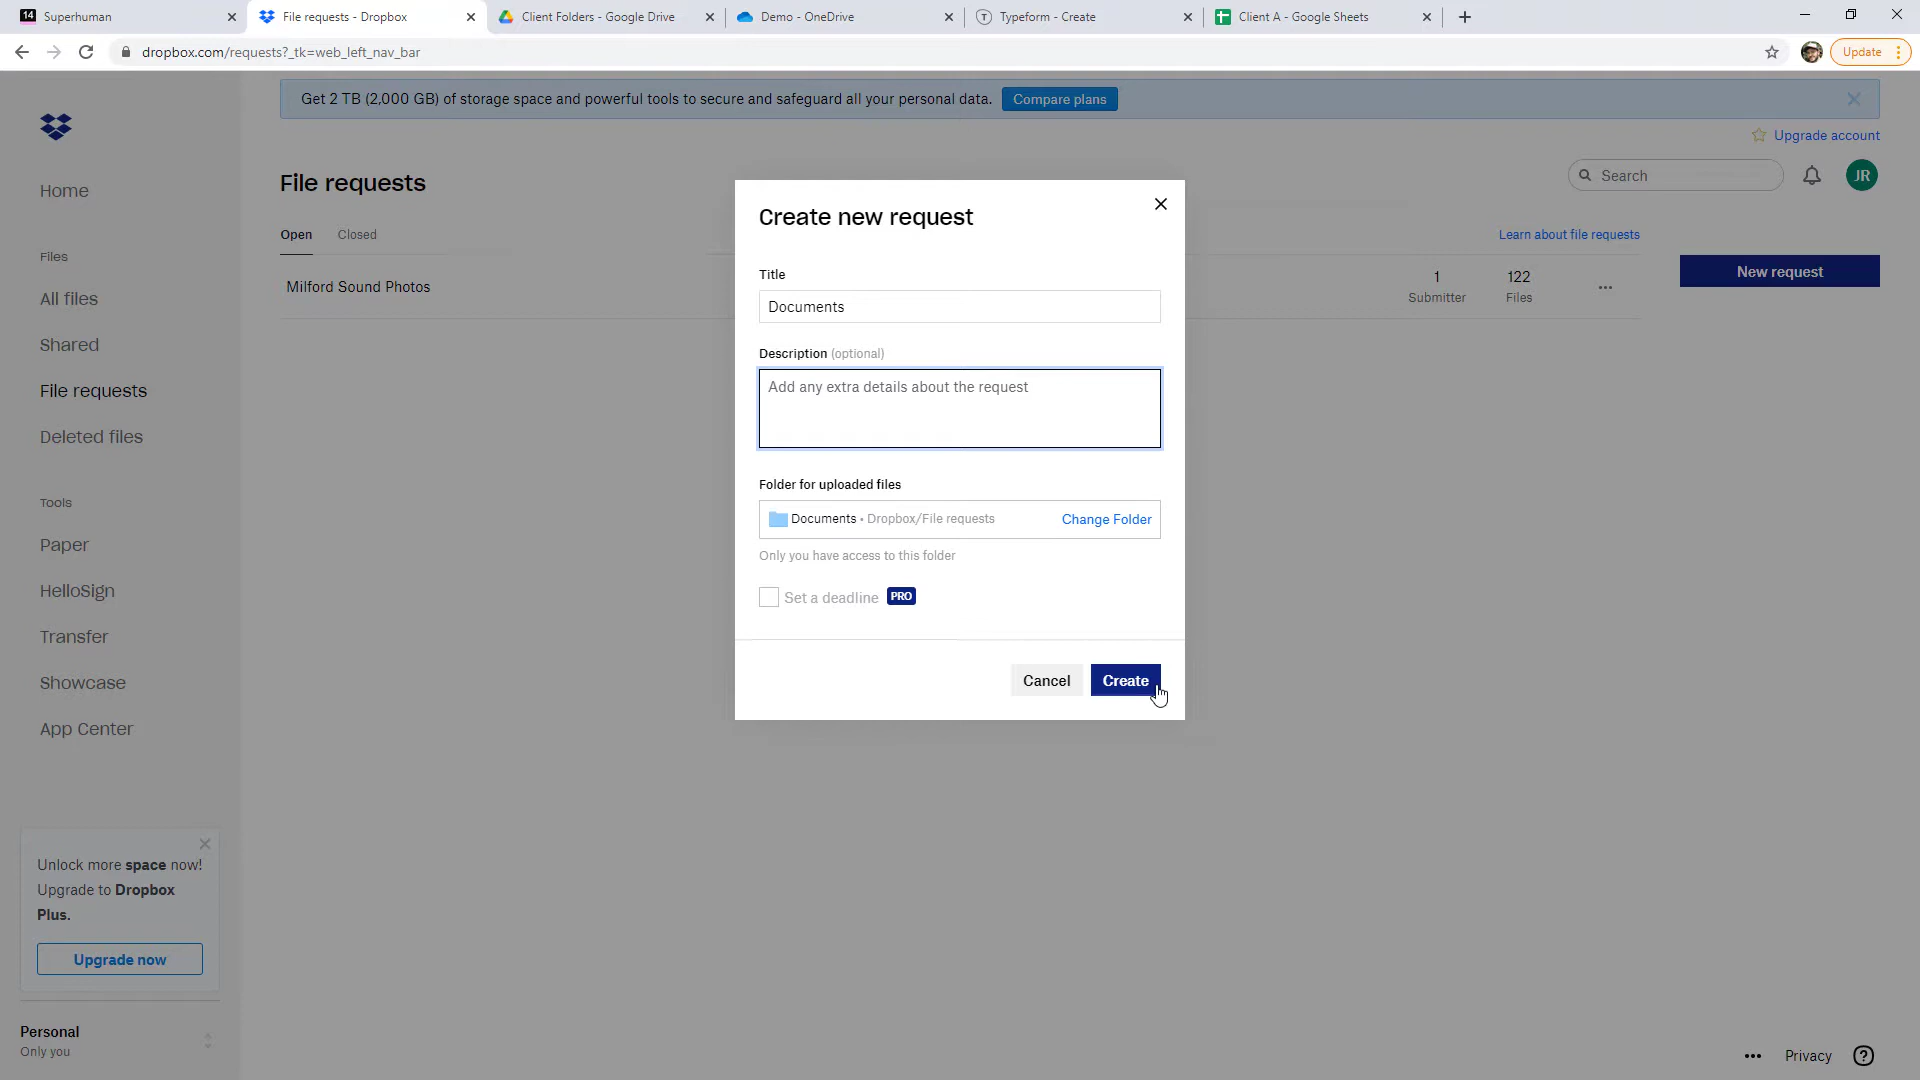 14 Superhuman
File requests - Dropbox
Client Folders - Google Drive
Demo - OneDrive
T Typeform - Create
Client A - Google Sheets
dropbox.com/requests?_tk=web_left_nav_bar
Update
Get 2 TB (2,000 GB) of storage space and powerful tools to secure and safeguard all your personal data.
Compare plans
Upgrade account
Home
Files
All files
Shared
File requests
Deleted files
Tools
Paper
HelloSign
Transfer
Showcase
App Center
Unlock more space now!
Upgrade to Dropbox
Plus.
Upgrade now
Personal
Only you
File requests
Search
JR
Open
Closed
Learn about file requests
Milford Sound Photos
1
Submitter
122
Files
New request
Create new request
Title
Documents
Description (optional)
Add any extra details about the request
Folder for uploaded files
Documents • Dropbox/File requests
Change Folder
Only you have access to this folder
Set a deadline PRO
Cancel
Create
Privacy
?